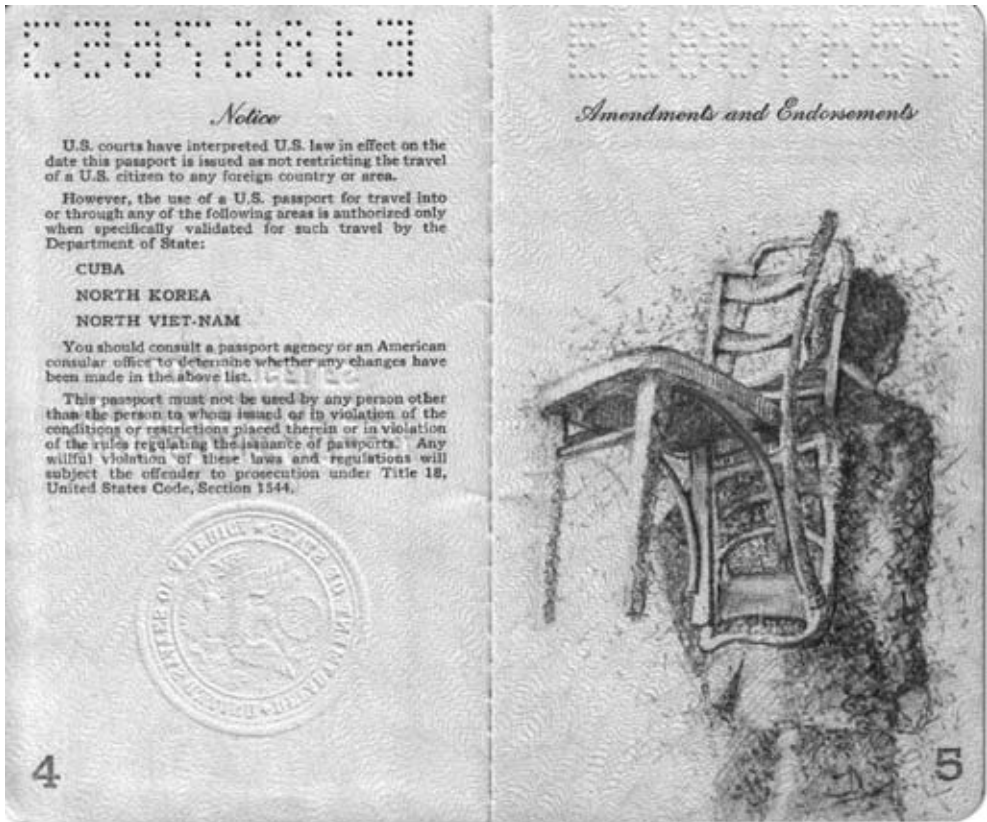 Notice
U.S. courts have interpreted U.S. law in effect on the
date this passport is issued as not restricting the travel
of a U.S. citizen to any foreign country or area.
However, the use of a U.S. passport for travel into
or through any of the following areas is authorized only
when specifically validated for such travel by the
Department of State:
CUBA
NORTH KOREA
NORTH VIET-NAM
You should consult a passport agency or an American
consular office to determine whether any changes have
been made in the above list.
This passport must not be used by any person other
than the person to whom issued or in violation of the
conditions or restrictions placed therein or in violation
of the rules regulating the issuance of passports. Any
willful violation of these laws and regulations will
subject the offender to prosecution under Title 18,
United States Code, Section 1544.
4
Amendments and Endorsements
5